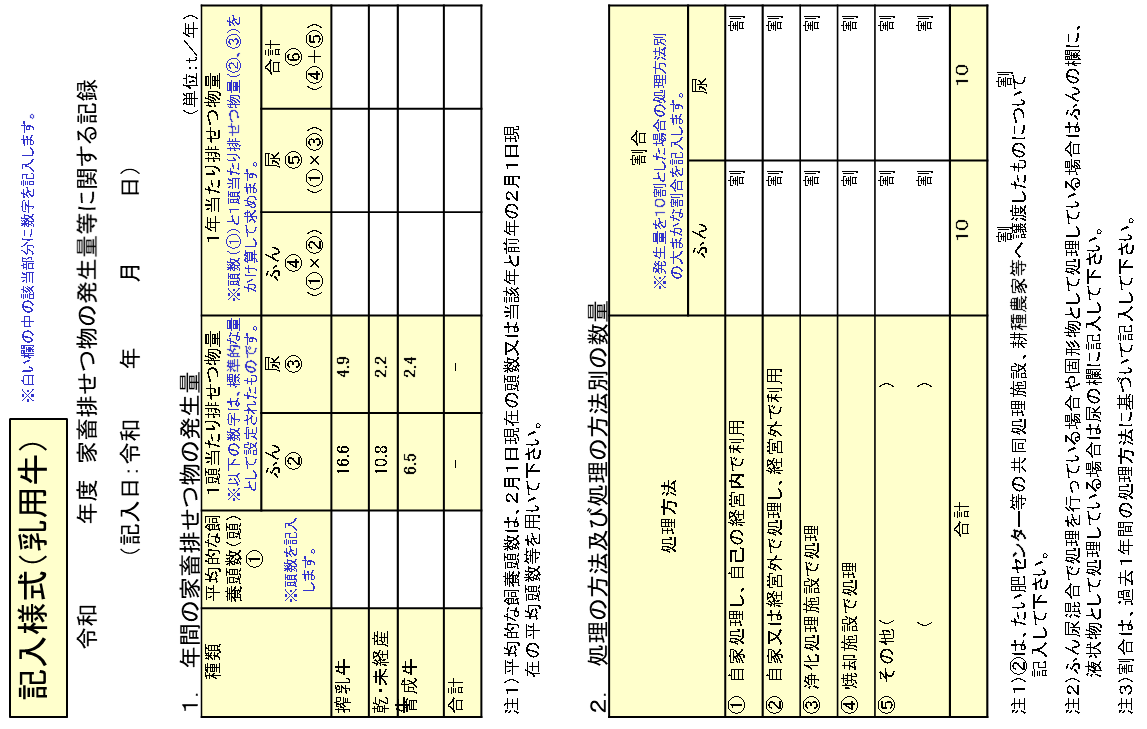 記入様式(乳用牛)
※白い欄の中の該当部分に数字を記入します。
令和　　　年度　家畜排せつ物の発生量等に関する記録
(記入日:令和　　年　　月　　日)
1.　年間の家畜排せつ物の発生量
(単位:t/年)
種類
平均的な飼
養頭数(頭)
①
※頭数を記入
します。
1頭当たり排せつ物量
※以下の数字は、標準的な量
として設定されたものです。
1年当たり排せつ物量
※頭数(①)と1頭当たり排せつ物量(②、③)を
かけ算して求めます。
ふん
②
尿
③
ふん
④
(①×②)
尿
⑤
(①×③)
合計
⑥
(④+⑤)
搾乳牛　16.6　4.9
乾・未経産　10.8　2.2
育成牛　6.5　2.4
合計　－　－
注1)平均的な飼養頭数は、2月1日現在の頭数又は当該年と前年の2月1日現
在の平均頭数等を用いて下さい。
2.　処理の方法及び処理の方法別の数量
処理方法
割合
※発生量を10割とした場合の処理方法別
の大まかな割合を記入します。
ふん　尿
①　自家処理し、自己の経営内で利用　割　割
②　自家又は経営外で処理し、経営外で利用　割　割
③浄化処理施設で処理　割　割
④焼却施設で処理　割　割
⑤　その他(　　　)　割　割
(　　　)　割　割
合計　10　10
割　割
注1)②は、たい肥センター等の共同処理施設、耕種農家等へ譲渡したものについて
記入して下さい。
注2)ふん尿混合で処理を行っている場合や固形物として処理している場合はふんの欄に、
液状物として処理している場合は尿の欄に記入して下さい。
注3)割合は、過去1年間の処理方法に基づいて記入して下さい。